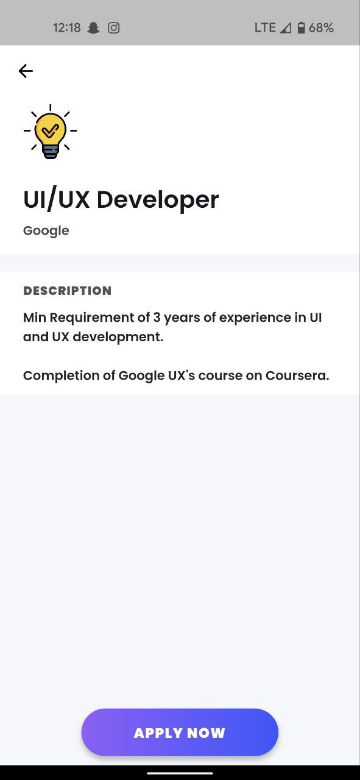 12:18
LTE 68%
UI/UX Developer
Google
DESCRIPTION
Min Requirement of 3 years of experience in UI
and UX development.
Completion of Google UX's course on Coursera.
APPLY NOW